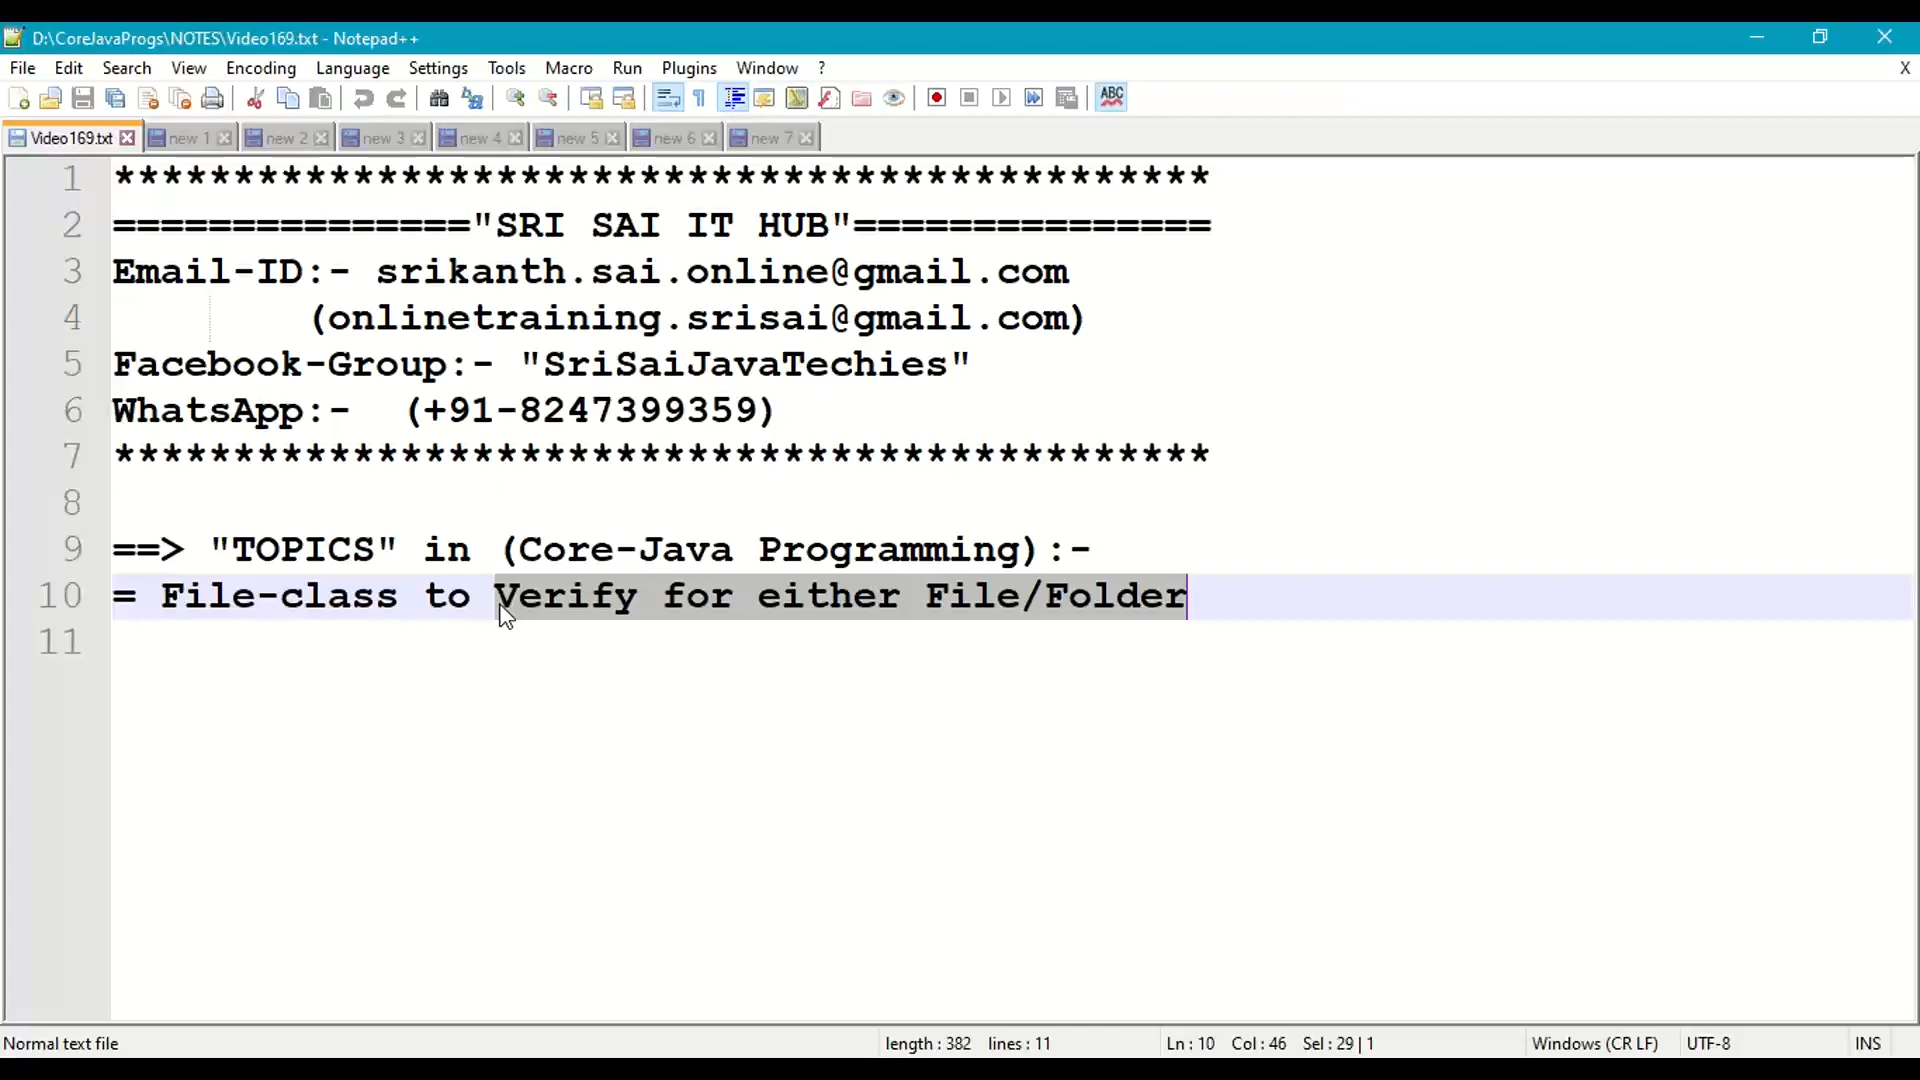 D:\CoreJavaProgs\NOTES\Video169.txt - Notepad++
File Edit Search View Encoding Language Settings Tools Macro Run Plugins Window ? X
ABC
Video169.txt new 1 new 2 new 3 new 4 new 5 new 6 new 7
1 **********************************************
2 ==============="SRI SAI IT HUB"===============
3 Email-ID:- srikanth.sai.online@gmail.com
4 (onlinetraining.srisai@gmail.com)
5 Facebook-Group:- "SriSaiJavaTechies"
6 WhatsApp:- (+91-8247399359)
7 **********************************************
8
9 ==> "TOPICS" in (Core-Java Programming):-
10 = File-class to Verify for either File/Folder
11
Normal text file length : 382 lines : 11 Ln : 10 Col : 46 Sel : 29 | 1 Windows (CR LF) UTF-8 INS